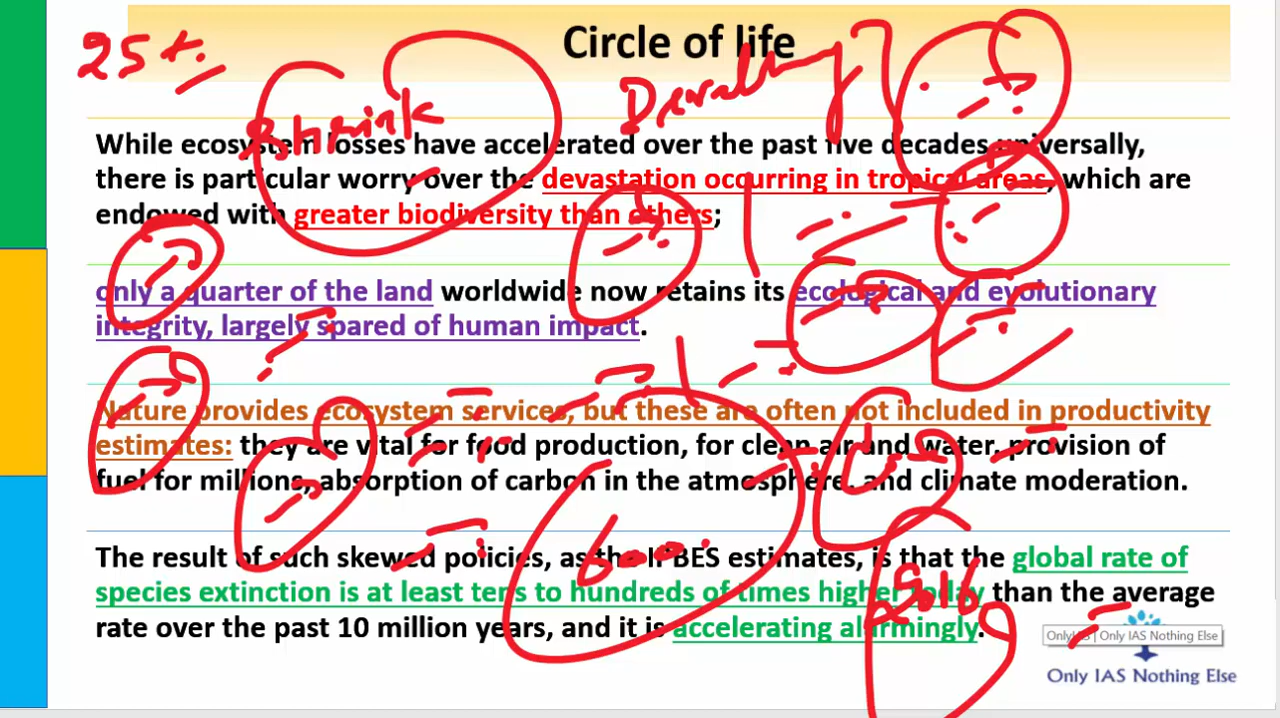 Circle of life
25+.
Shrink
While ecosystem losses have accelerated over the past five decades universally,
there is particular worry over the devastation occurring in tropical areas, which are
endowed with greater biodiversity than others;
only a quarter of the land worldwide now retains its ecological and evolutionary
integrity, largely spared of human impact.
Nature provides ecosystem services, but these are often not included in productivity
estimates: they are vital for food production, for clean air and water, provision of
fuel for millions, absorption of carbon in the atmosphere, and climate moderation.
The result of such skewed policies, as the IPBES estimates, is that the global rate of
species extinction is at least tens to hundreds of times higher today than the average
rate over the past 10 million years, and it is accelerating alarmingly.
OnlyIAS | Only IAS Nothing Else
Only IAS Nothing Else